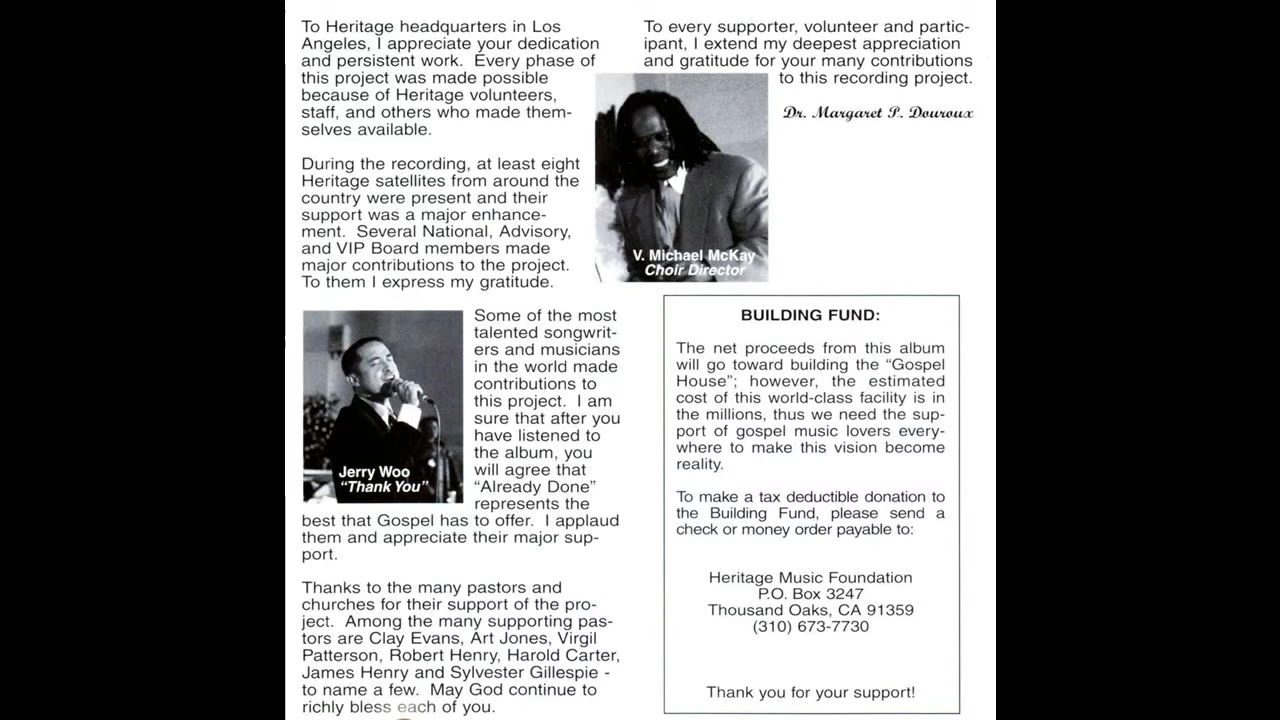 To Heritage headquarters in Los
Angeles, I appreciate your dedication
and persistent work. Every phase of
this project was made possible
because of Heritage volunteers,
staff, and others who made them-
selves available.
During the recording, at least eight
Heritage satellites from around the
country were present and their
support was a major enhance-
ment. Several National, Advisory,
and VIP Board members made
major contributions to the project.
To them I express my gratitude.
Jerry Woo
“Thank You”
Some of the most
talented songwrit-
ers and musicians
in the world made
contributions to
this project. I am
sure that after you
have listened to
the album, you
will agree that
“Already Done”
represents the
best that Gospel has to offer. I applaud
them and appreciate their major sup-
port.
Thanks to the many pastors and
churches for their support of the pro-
ject. Among the many supporting pas-
tors are Clay Evans, Art Jones, Virgil
Patterson, Robert Henry, Harold Carter,
James Henry and Sylvester Gillespie -
to name a few. May God continue to
richly bless each of you.
To every supporter, volunteer and partic-
ipant, I extend my deepest appreciation
and gratitude for your many contributions
to this recording project.
Dr. Margaret P. Douroux
V. Michael McKay
Choir Director
BUILDING FUND:
The net proceeds from this album
will go toward building the “Gospel
House”; however, the estimated
cost of this world-class facility is in
the millions, thus we need the sup-
port of gospel music lovers every-
where to make this vision become
reality.
To make a tax deductible donation to
the Building Fund, please send a
check or money order payable to:
Heritage Music Foundation
P.O. Box 3247
Thousand Oaks, CA 91359
(310) 673-7730
Thank you for your support!